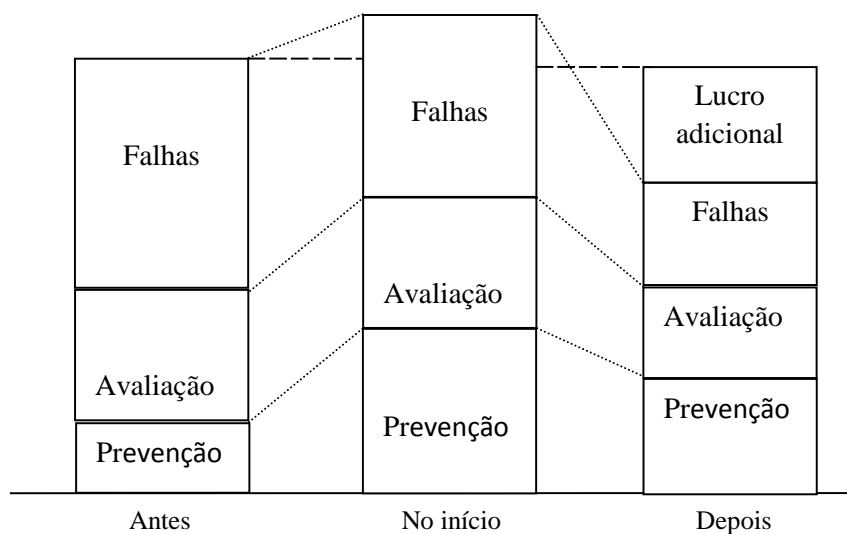 Falhas
Avaliação
Prevenção
Antes
Falhas
Avaliação
Prevenção
No início
Lucro
adicional
Falhas
Avaliação
Prevenção
Depois